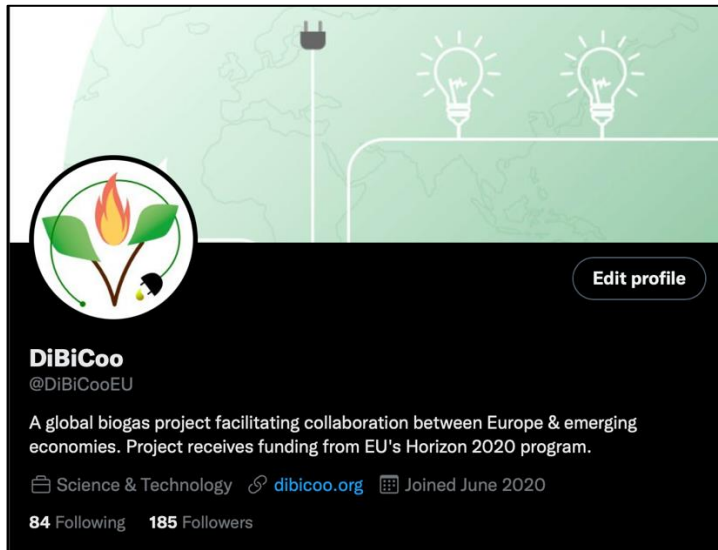 Edit profile
DiBiCoo
@DiBiCooEU
A global biogas project facilitating collaboration between Europe & emerging
economies. Project receives funding from EU's Horizon 2020 program.
Science & Technology dibicoo.org Joined June 2020
84 Following 185 Followers